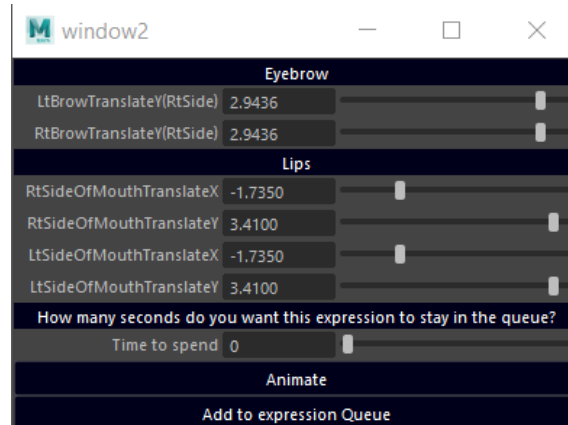 window2
Eyebrow
LtBrowTranslateY(RtSide) 2.9436
RtBrowTranslateY(RtSide) 2.9436
Lips
RtSideOfMouthTranslateX -1.7350
RtSideOfMouthTranslateY 3.4100
LtSideOfMouthTranslateX -1.7350
LtSideOfMouthTranslateY 3.4100
How many seconds do you want this expression to stay in the queue?
Time to spend 0
Animate
Add to expression Queue